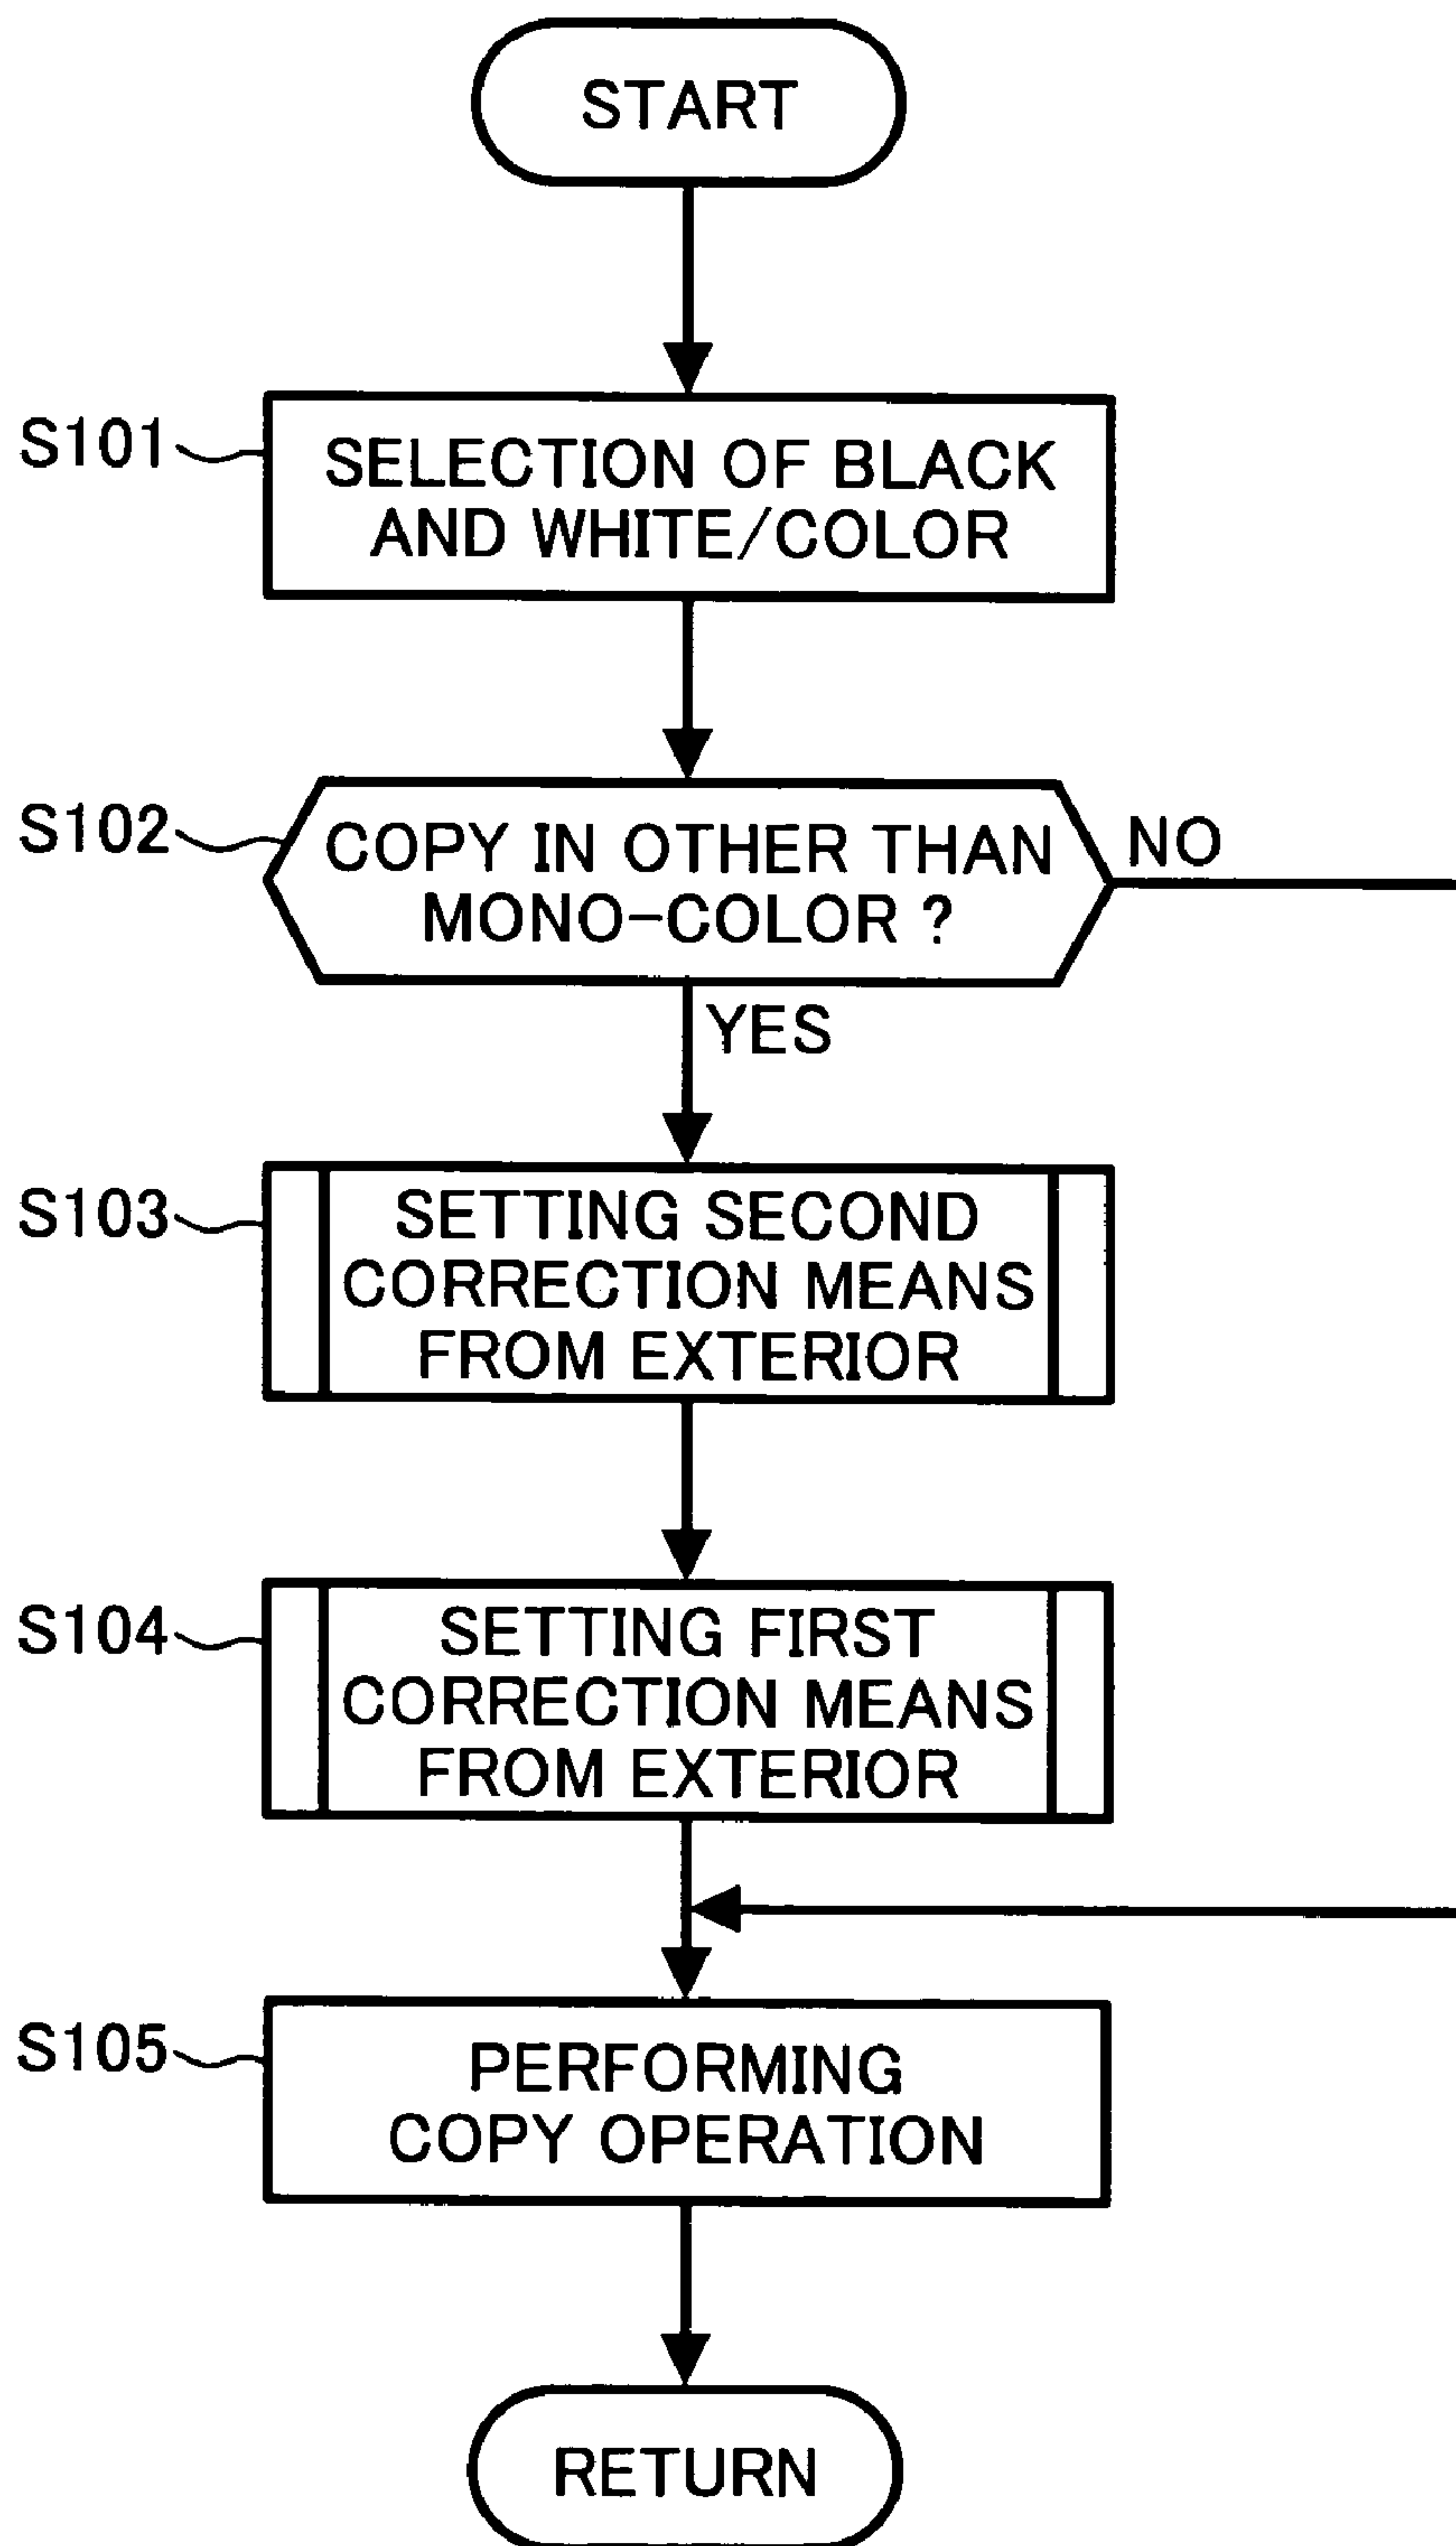 START
S101
SELECTION OF BLACK
AND WHITE/COLOR
S102
COPY IN OTHER THAN
MONO-COLOR ?
NO
YES
S103
SETTING SECOND
CORRECTION MEANS
FROM EXTERIOR
S104
SETTING FIRST
CORRECTION MEANS
FROM EXTERIOR
S105
PERFORMING
COPY OPERATION
RETURN